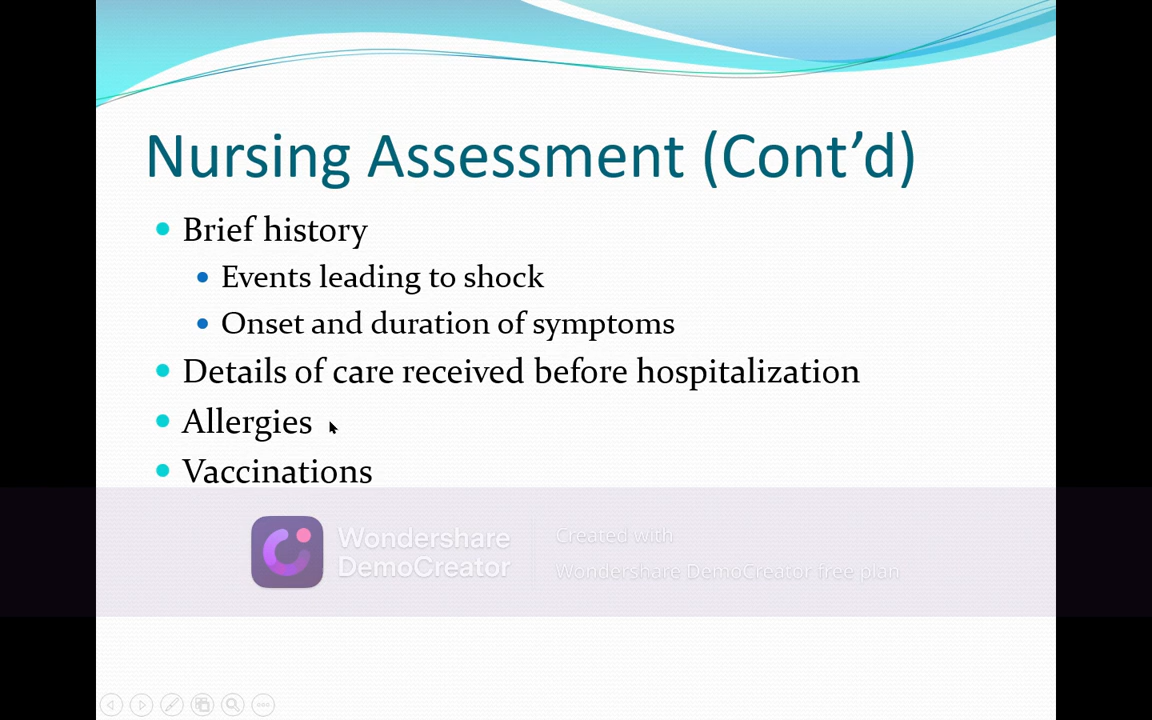 Nursing Assessment (Cont’d)
Brief history
Events leading to shock
Onset and duration of symptoms
Details of care received before hospitalization
Allergies
Vaccinations
Wondershare
DemoCreator
Created with
Wondershare DemoCreator free plan